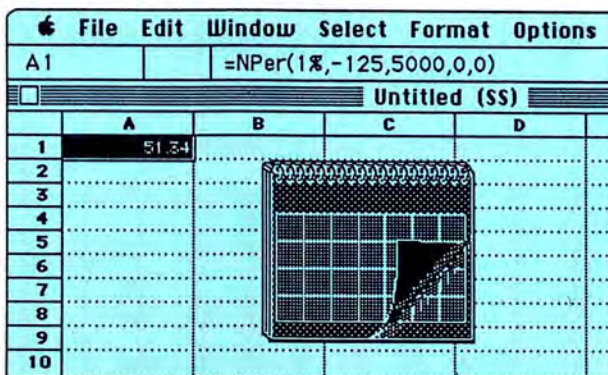 File Edit Window Select Format Options
A1 =NPer(1%,-125,5000,0,0)
Untitled (SS)
A B C D
1 51.34
2
3
4
5
6
7
8
9
10